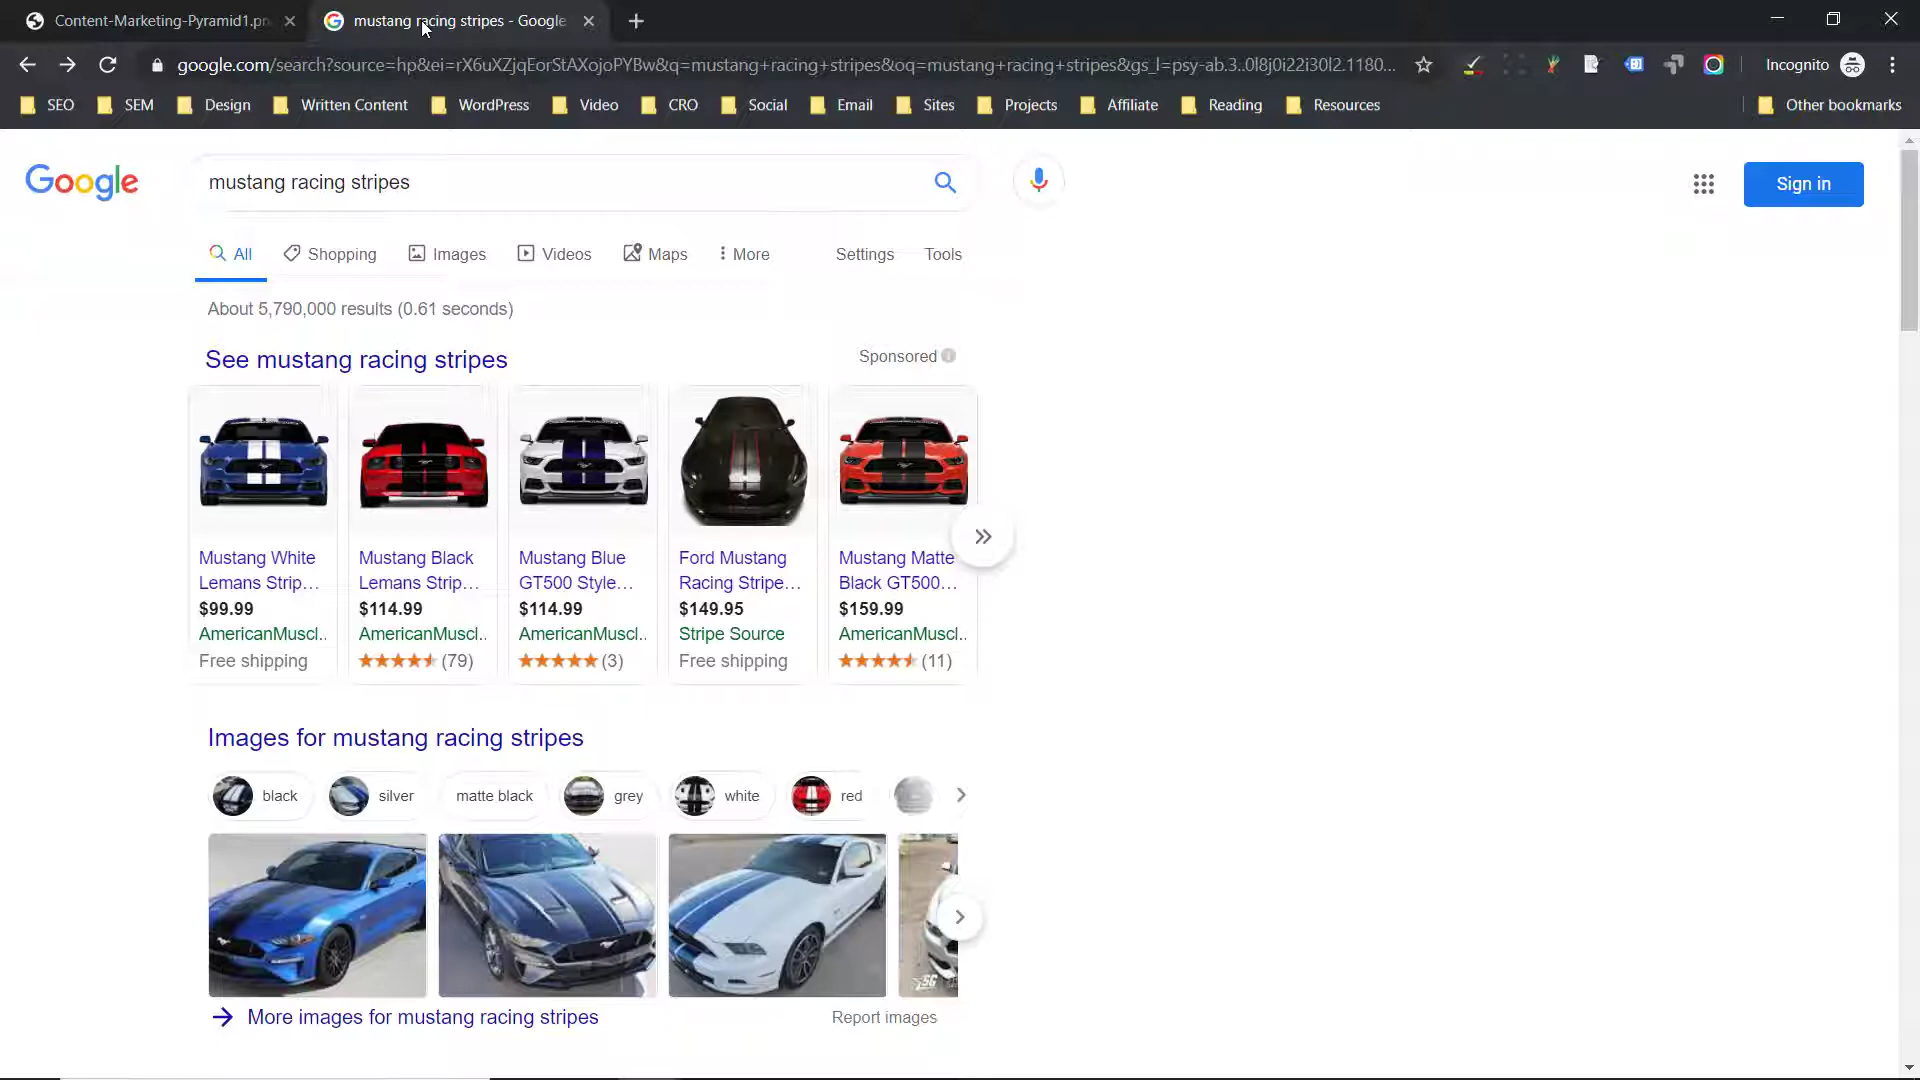 Content-Marketing-Pyramid1.pn
mustang racing stripes - Google
google.com/search?source=hp&ei=rX6uXZjqEorStAXojoPYBw&q=mustang+racing+stripes&oq=mustang+racing+stripes&gs_l=psy-ab.3..0l8j0i22i30l2.1180...
Incognito
SEO
SEM
Design
Written Content
WordPress
Video
CRO
Social
Email
Sites
Projects
Affiliate
Reading
Resources
Other bookmarks
Google
mustang racing stripes
Sign in
All
Shopping
Images
Videos
Maps
More
Settings
Tools
About 5,790,000 results (0.61 seconds)
See mustang racing stripes
Sponsored
Mustang White
Lemans Strip...
$99.99
AmericanMuscl..
Free shipping
Mustang Black
Lemans Strip...
$114.99
AmericanMuscl..
(79)
Mustang Blue
GT500 Style...
$114.99
AmericanMuscl..
(3)
Ford Mustang
Racing Stripe...
$149.95
Stripe Source
Free shipping
Mustang Matte
Black GT500...
$159.99
AmericanMuscl..
(11)
Images for mustang racing stripes
black
silver
matte black
grey
white
red
SG
More images for mustang racing stripes
Report images